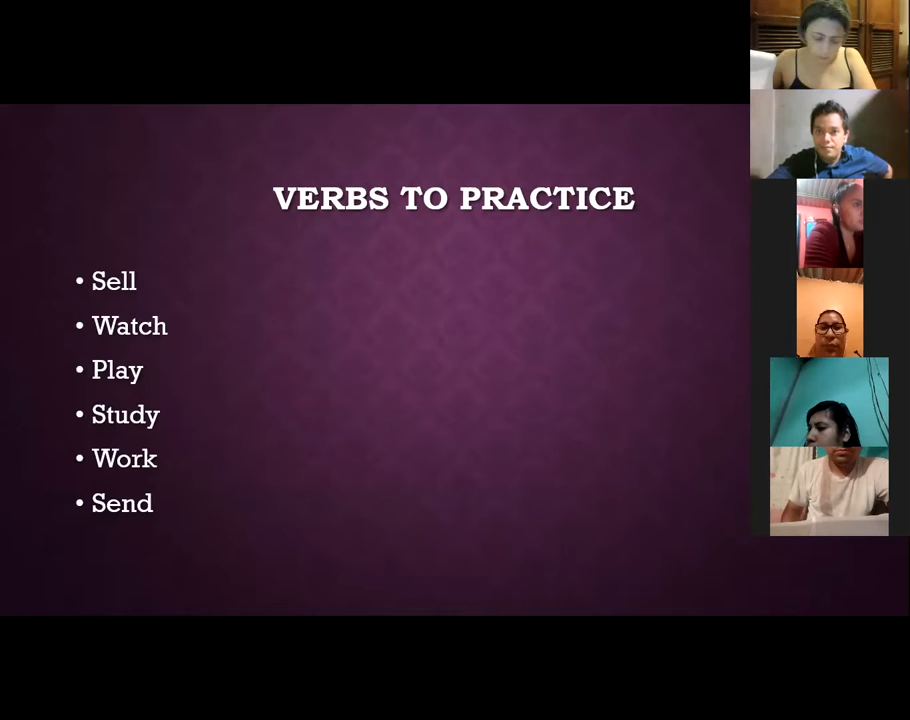 VERBS TO PRACTICE
• Sell
• Watch
• Play
• Study
• Work
• Send